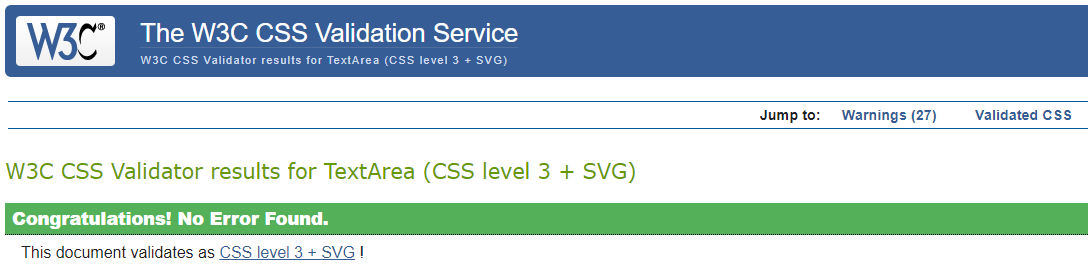 W3C® The W3C CSS Validation Service
W3C CSS Validator results for TextArea (CSS level 3 + SVG)
Jump to: Warnings (27) Validated CSS
W3C CSS Validator results for TextArea (CSS level 3 + SVG)
Congratulations! No Error Found.
This document validates as CSS level 3 + SVG !